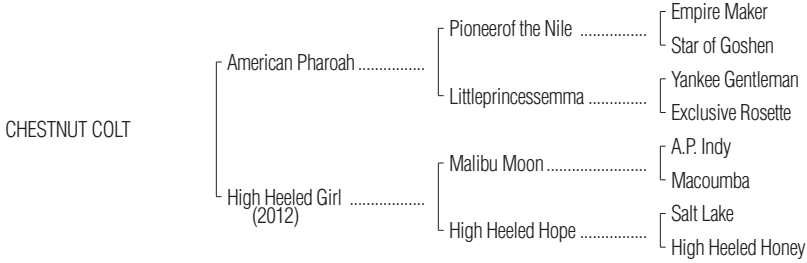 Empire Maker
Pioneerof the Nile ................
Star of Goshen
American Pharoah ................
Yankee Gentleman
Littleprincessemma ..............
Exclusive Rosette
CHESTNUT COLT
A.P. Indy
Malibu Moon .......................
Macoumba
High Heeled Girl ..................
(2012)
Salt Lake
High Heeled Hope ................
High Heeled Honey